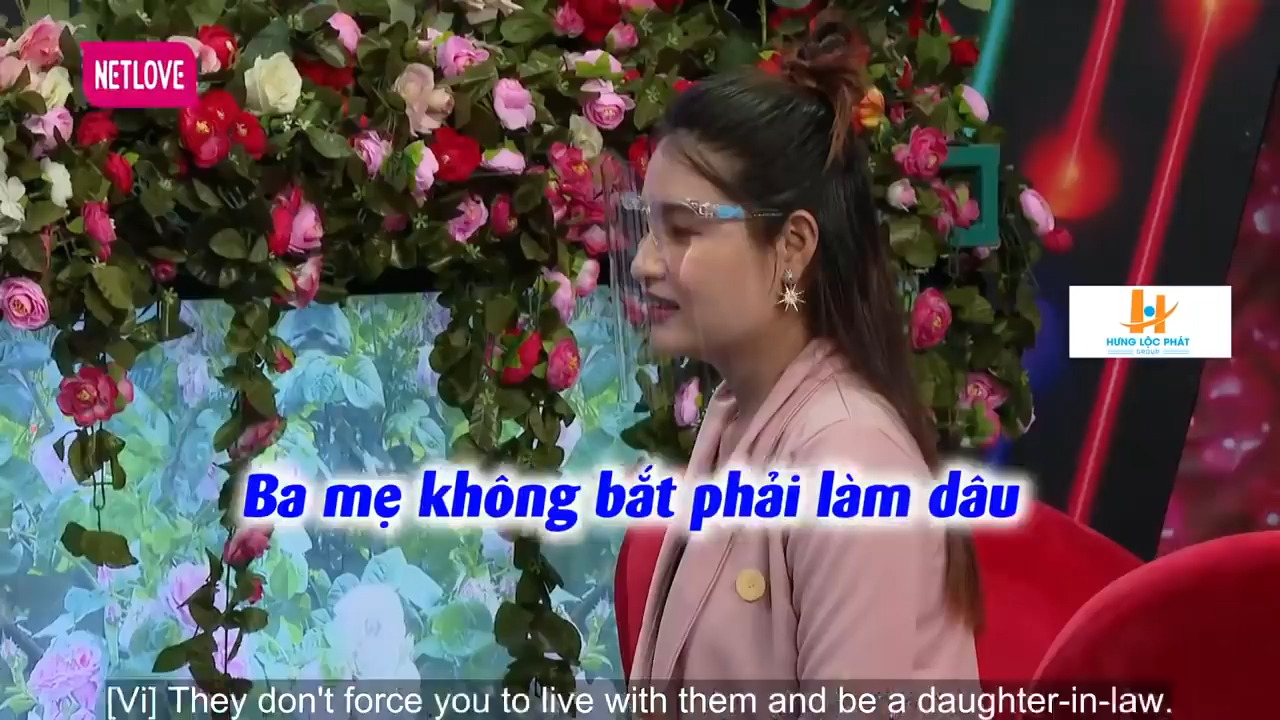 NETLOVE
H
HƯNG LỘC PHÁT
GROUP
Ba mẹ không bắt phải làm dâu
[Vi] They don't force you to live with them and be a daughter-in-law.